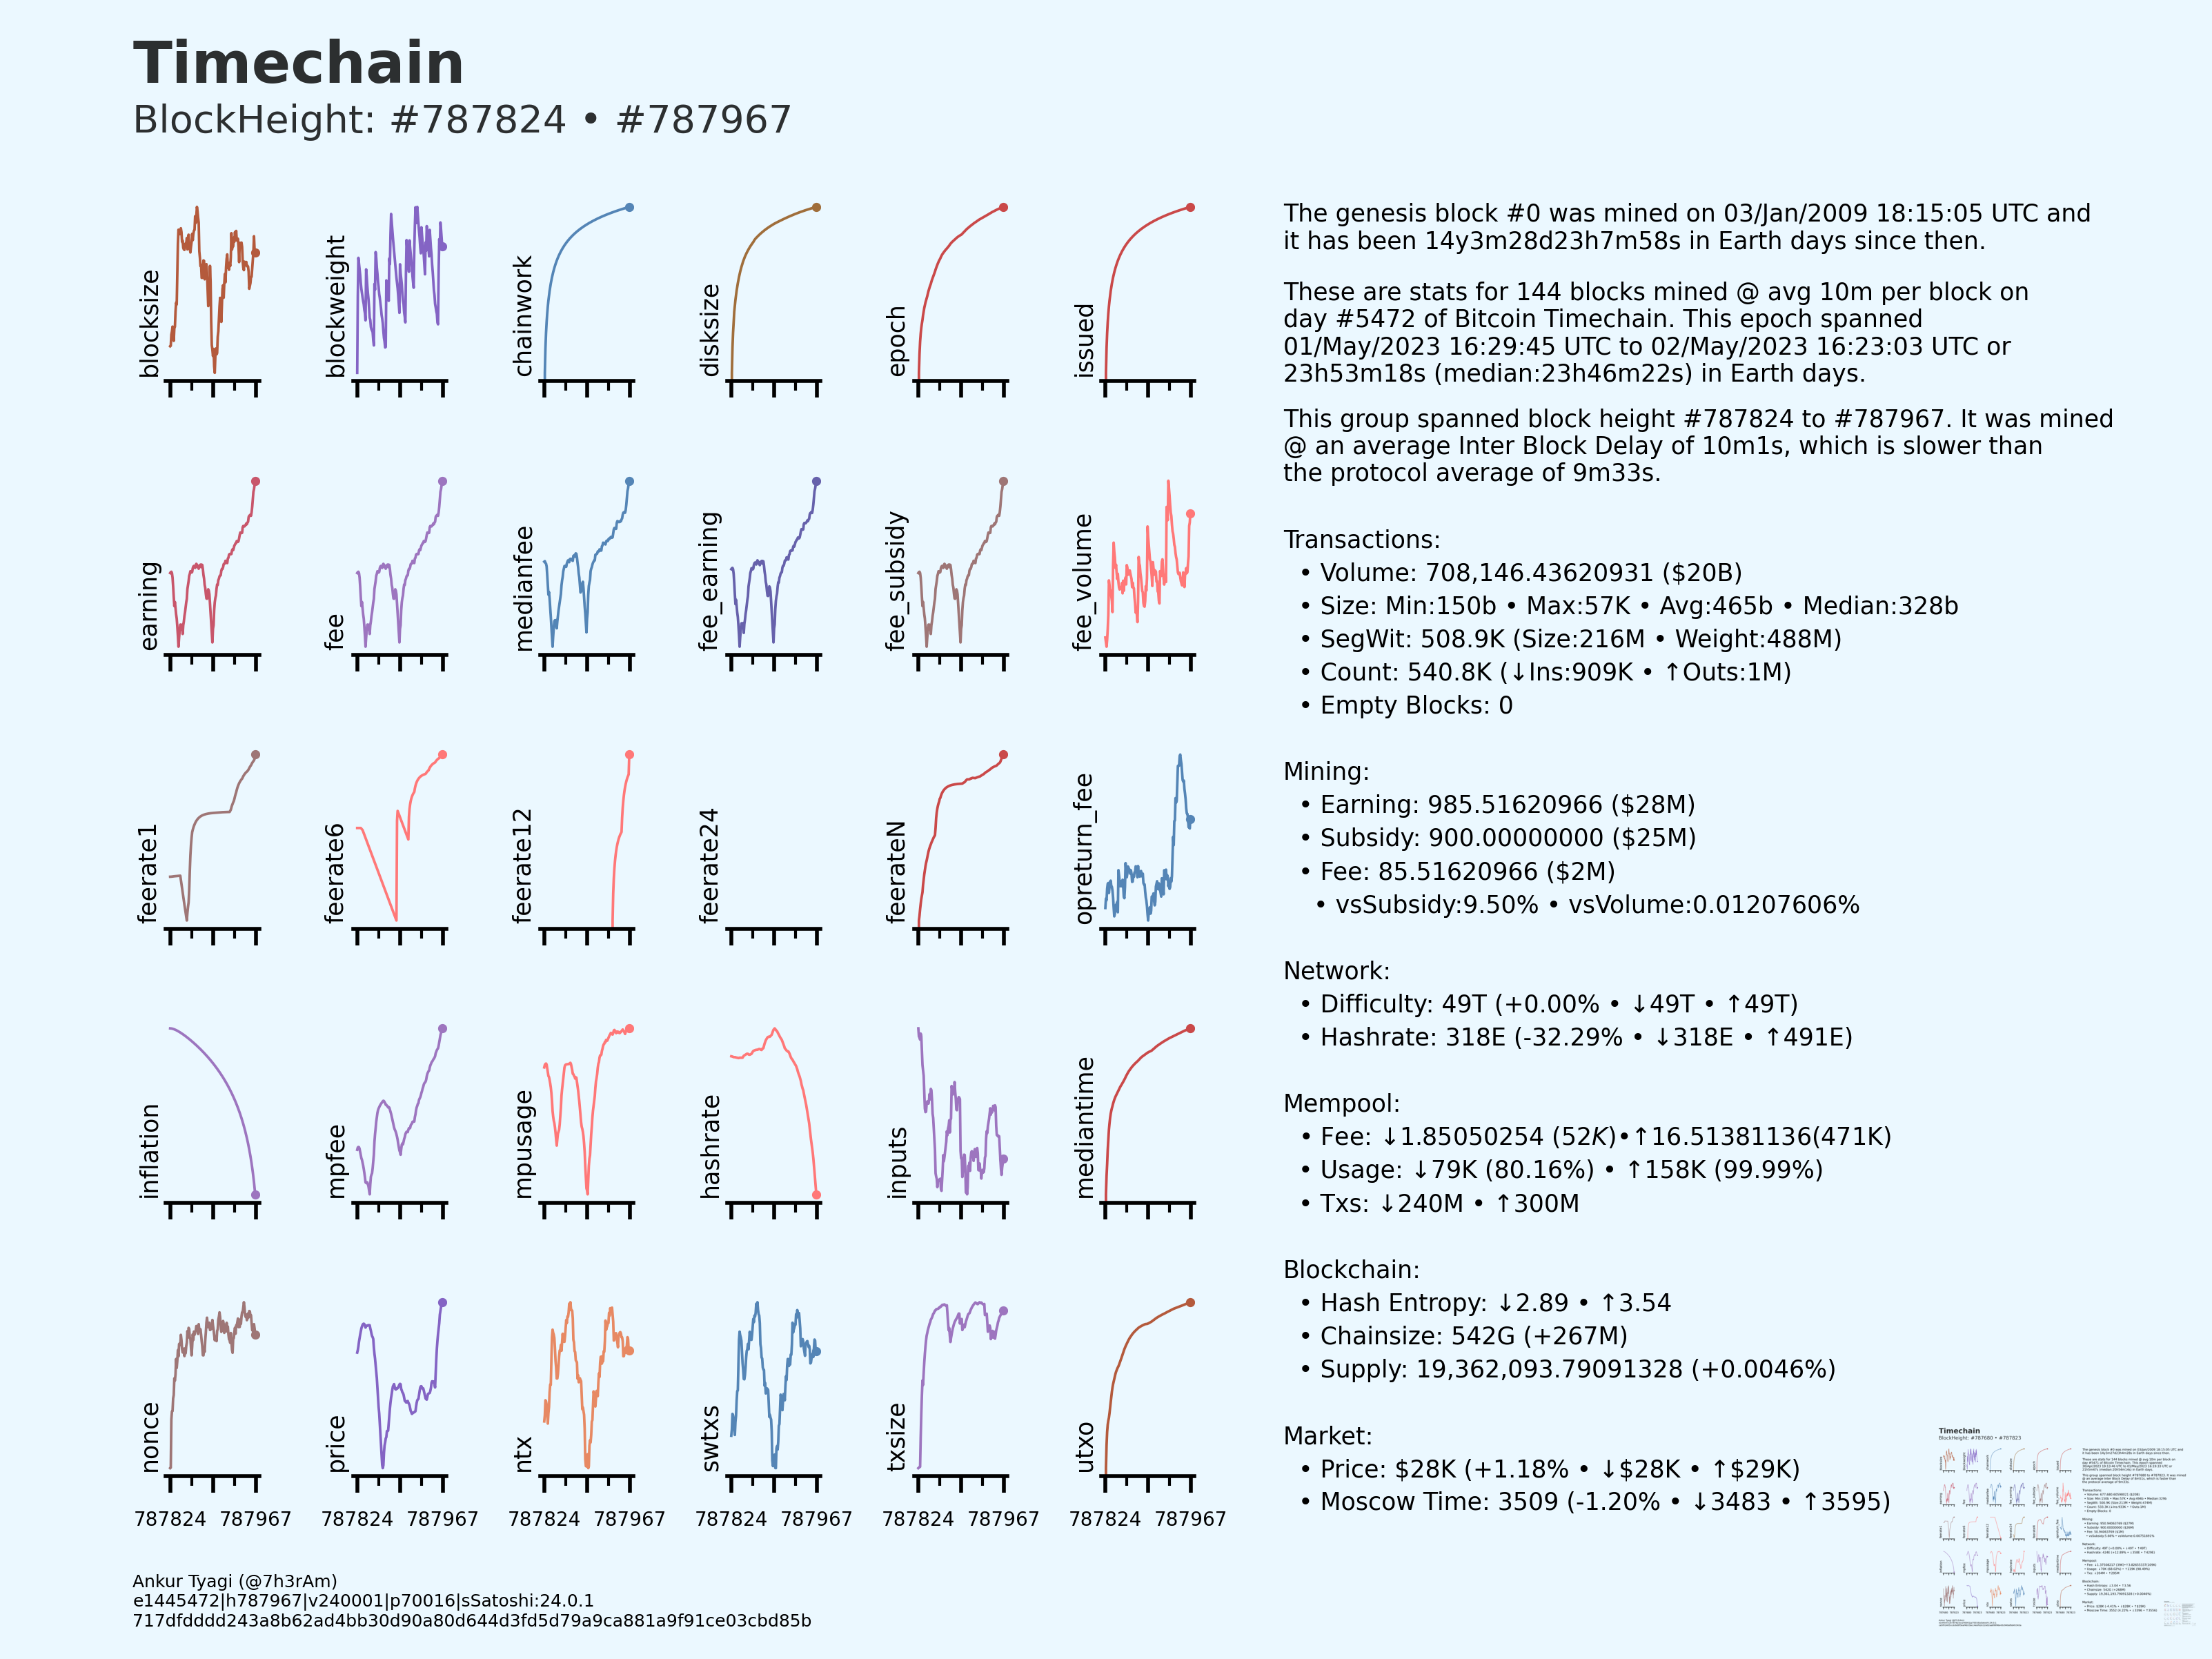 Timechain
BlockHeight: #787824 • #787967
blocksize
blockweight
chainwork
disksize
epoch
issued
earning
fee
medianfee
fee_earning
fee_subsidy
fee_volume
feerate1
feerate6
feerate12
feerate24
feerateN
opreturn_fee
inflation
mpfee
mpusage
hashrate
inputs
mediantime
nonce
price
ntx
swtxs
txsize
utxo
787824 787967 787824 787967 787824 787967 787824 787967 787824 787967 787824 787967
The genesis block #0 was mined on 03/Jan/2009 18:15:05 UTC and
it has been 14y3m28d23h7m58s in Earth days since then.
These are stats for 144 blocks mined @ avg 10m per block on
day #5472 of Bitcoin Timechain. This epoch spanned
01/May/2023 16:29:45 UTC to 02/May/2023 16:23:03 UTC or
23h53m18s (median:23h46m22s) in Earth days.
This group spanned block height #787824 to #787967. It was mined
@ an average Inter Block Delay of 10m1s, which is slower than
the protocol average of 9m33s.
Transactions:
• Volume: 708,146.43620931 ($20B)
• Size: Min:150b • Max:57K • Avg:465b • Median:328b
• SegWit: 508.9K (Size:216M • Weight:488M)
• Count: 540.8K (↓Ins:909K • ↑Outs:1M)
• Empty Blocks: 0
Mining:
• Earning: 985.51620966 ($28M)
• Subsidy: 900.00000000 ($25M)
• Fee: 85.51620966 ($2M)
• vsSubsidy:9.50% • vsVolume:0.01207606%
Network:
• Difficulty: 49T (+0.00% • ↓49T • ↑49T)
• Hashrate: 318E (-32.29% • ↓318E • ↑491E)
Mempool:
• Fee: ↓1.85050254 (52K)•↑16.51381136(471K)
• Usage: ↓79K (80.16%) • ↑158K (99.99%)
• Txs: ↓240M • ↑300M
Blockchain:
• Hash Entropy: ↓2.89 • ↑3.54
• Chainsize: 542G (+267M)
• Supply: 19,362,093.79091328 (+0.0046%)
Market:
• Price: $28K (+1.18% • ↓$28K • ↑$29K)
• Moscow Time: 3509 (-1.20% • ↓3483 • ↑3595)
Ankur Tyagi (@7h3rAm)
e1445472|h787967|v240001|p70016|sSatoshi:24.0.1
717dfdddd243a8b62ad4bb30d90a80d644d3fd5d79a9ca881a9f91ce03cbd85b
Timechain
BlockHeight: #787680 • #787823